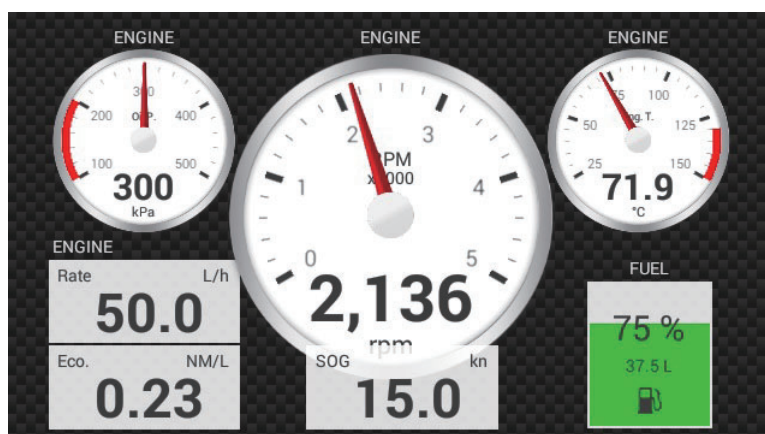 ENGINE
300
200
400
100
500
300
kPa
ENGINE
2
3
RPM
x1000
1
4
0
5
2,136
rpm
ENGINE
75
100
50
125
25
150
71.9
°C
ENGINE
Rate L/h
50.0
Eco. NM/L
0.23
SOG kn
15.0
FUEL
75 %
37.5 L